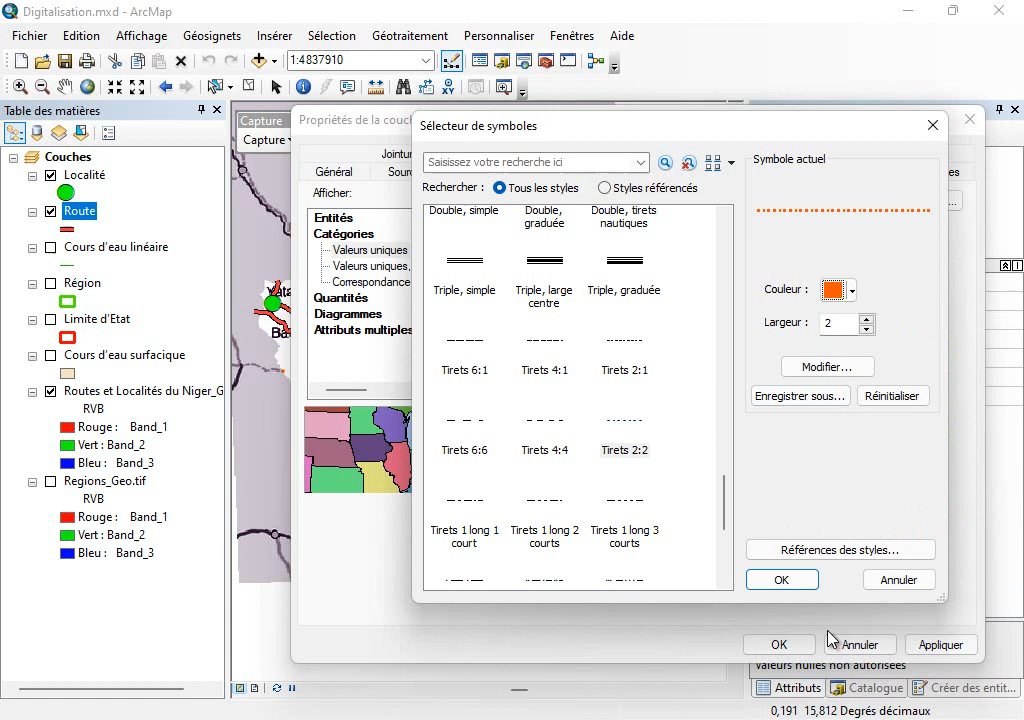 Digitalisation.mxd - ArcMap
Fichier Edition Affichage Géosignets Insérer Sélection Géotraitement Personnaliser Fenêtres Aide
1:4837910
Table des matières
Couches
Localité
Route
Cours d'eau linéaire
Région
Limite d'Etat
Cours d'eau surfacique
Routes et Localités du Niger_G
RVB
Rouge : Band_1
Vert : Band_2
Bleu : Band_3
Regions_Geo.tif
RVB
Rouge : Band_1
Vert : Band_2
Bleu : Band_3
Capture
Capture
Propriétés de la couch
Jointur
Général Sour
Afficher:
Entités
Catégories
Valeurs uniques
Valeurs uniques,
Correspondance
Quantités
Diagrammes
Attributs multiples
Sélecteur de symboles
Saisissez votre recherche ici
Rechercher : Tous les styles Styles référencés
Double, simple
Double, graduée
Double, tirets nautiques
Triple, simple
Triple, large centre
Triple, graduée
Tirets 6:1 Tirets 4:1 Tirets 2:1
Tirets 6:6 Tirets 4:4 Tirets 2:2
Tirets 1 long 1 court
Tirets 1 long 2 courts
Tirets 1 long 3 courts
Symbole actuel
Couleur :
Largeur : 2
Modifier...
Enregistrer sous... Réinitialiser
Références des styles...
OK Annuler
es
...
OK Annuler Appliquer
Valeurs nulles non autorisées
Attributs Catalogue Créer des entit...
0,191 15,812 Degrés décimaux